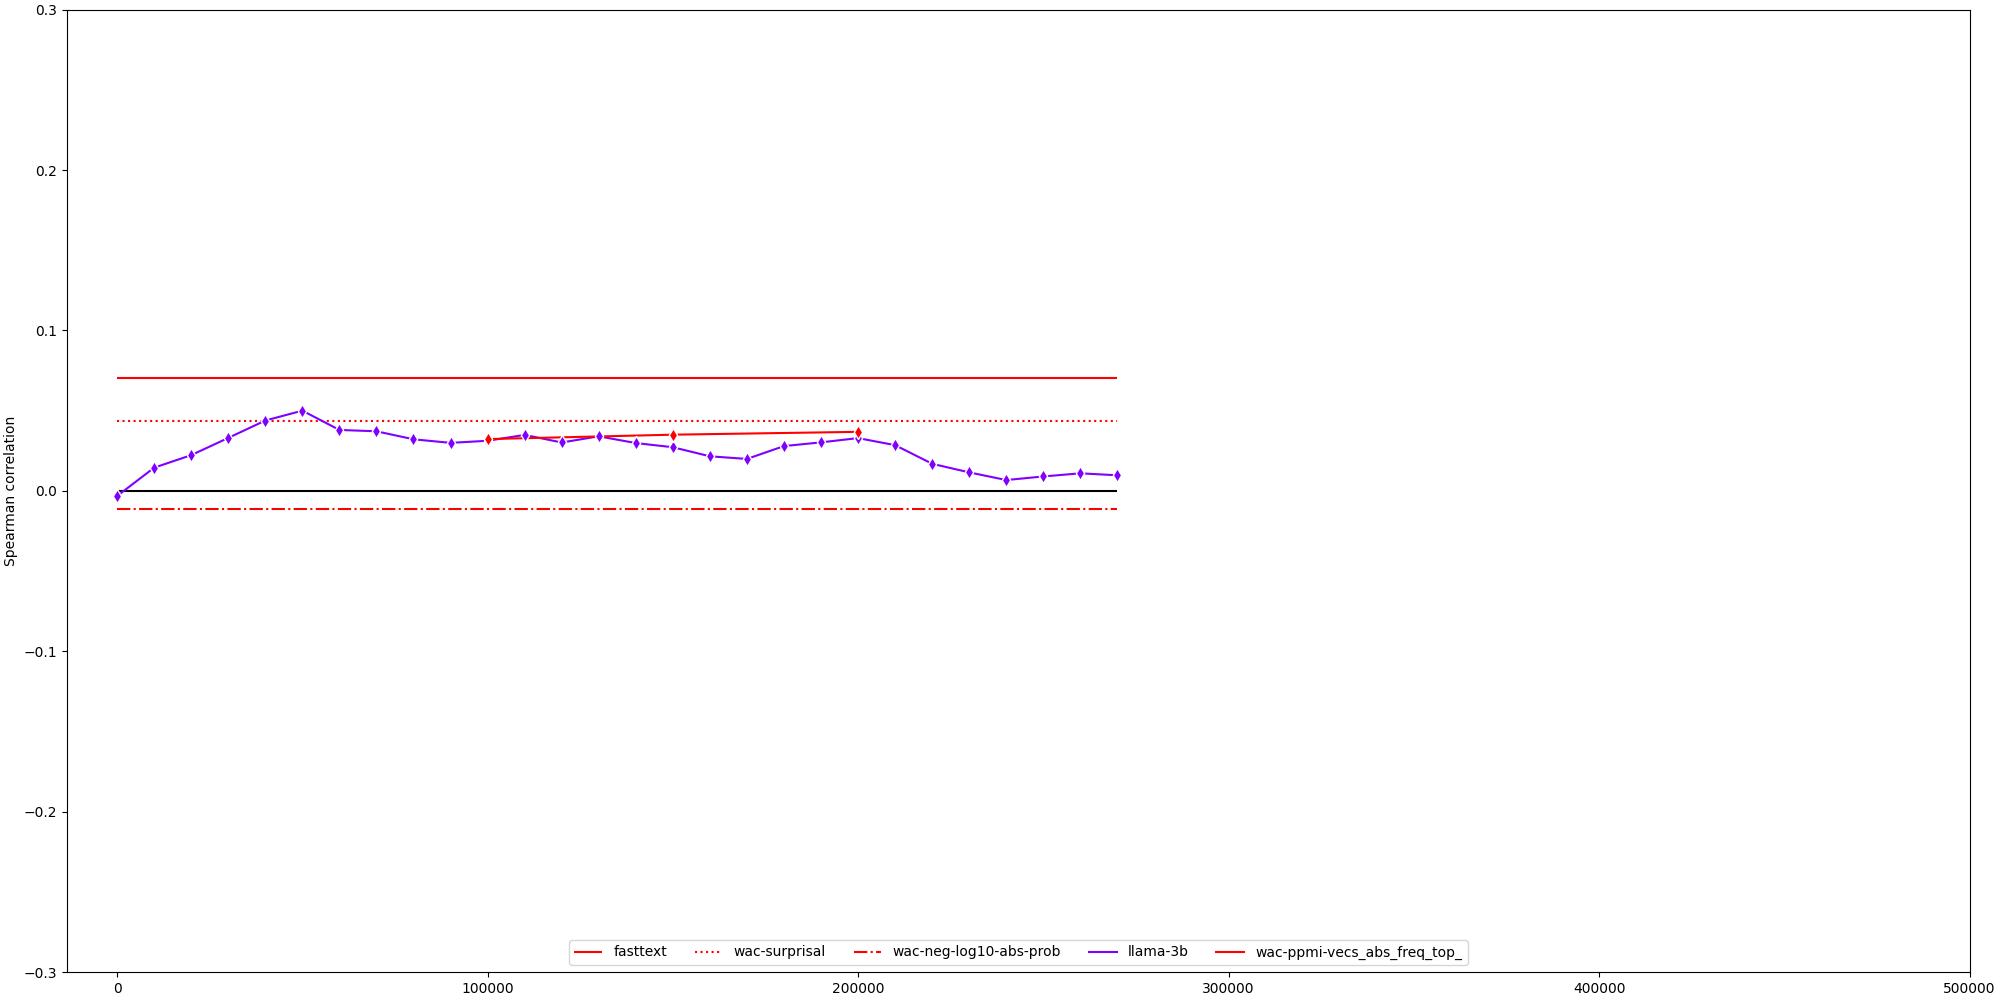 0.3
0.2
0.1
0.0
−0.1
−0.2
−0.3
Spearman correlation
fasttext wac-surprisal wac-neg-log10-abs-prob llama-3b wac-ppmi-vecs_abs_freq_top_
0 100000 200000 300000 400000 500000